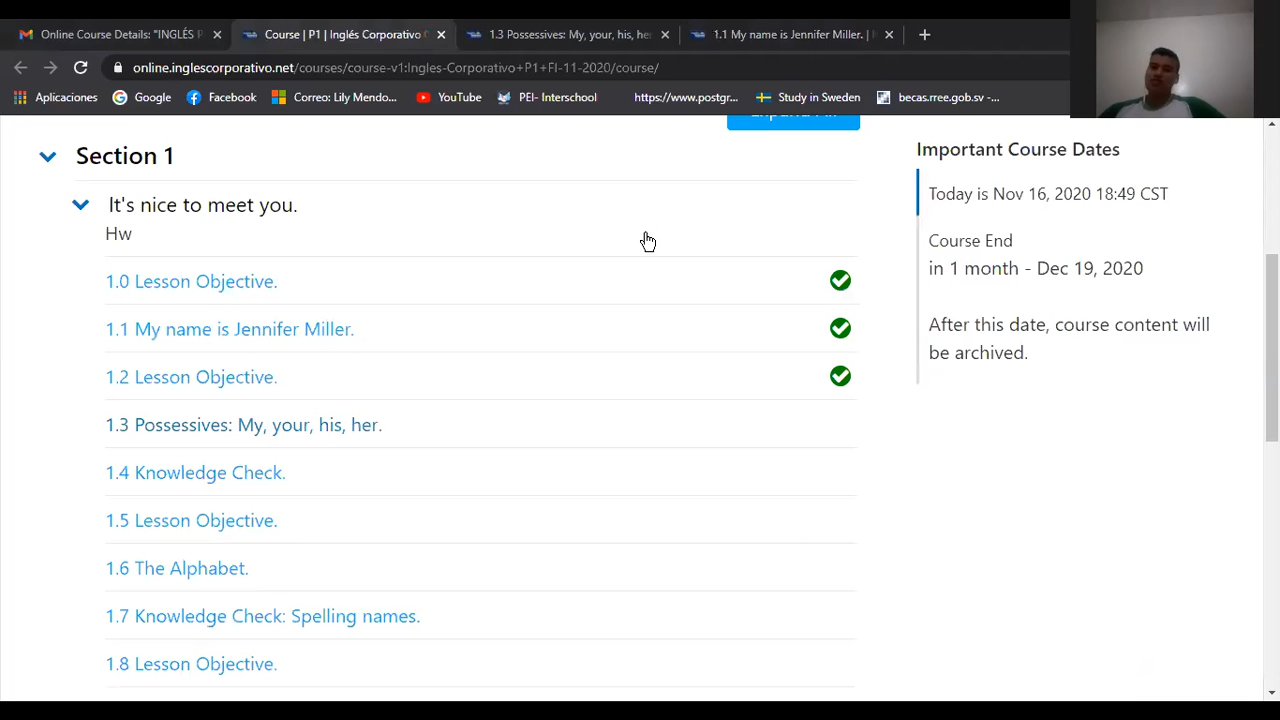 Online Course Details: "INGLÉS P
Course | P1 | Inglés Corporativo
1.3 Possessives: My, your, his, he
1.1 My name is Jennifer Miller. |
online.inglescorporativo.net/courses/course-v1:Ingles-Corporativo+P1+FI-11-2020/course/
Aplicaciones
Google
Facebook
Correo: Lily Mendo...
YouTube
PEI- Interschool
https://www.postgr...
Study in Sweden
becas.rree.gob.sv -...
Section 1
It's nice to meet you.
Hw
1.0 Lesson Objective.
1.1 My name is Jennifer Miller.
1.2 Lesson Objective.
1.3 Possessives: My, your, his, her.
1.4 Knowledge Check.
1.5 Lesson Objective.
1.6 The Alphabet.
1.7 Knowledge Check: Spelling names.
1.8 Lesson Objective.
Important Course Dates
Today is Nov 16, 2020 18:49 CST
Course End
in 1 month - Dec 19, 2020
After this date, course content will
be archived.